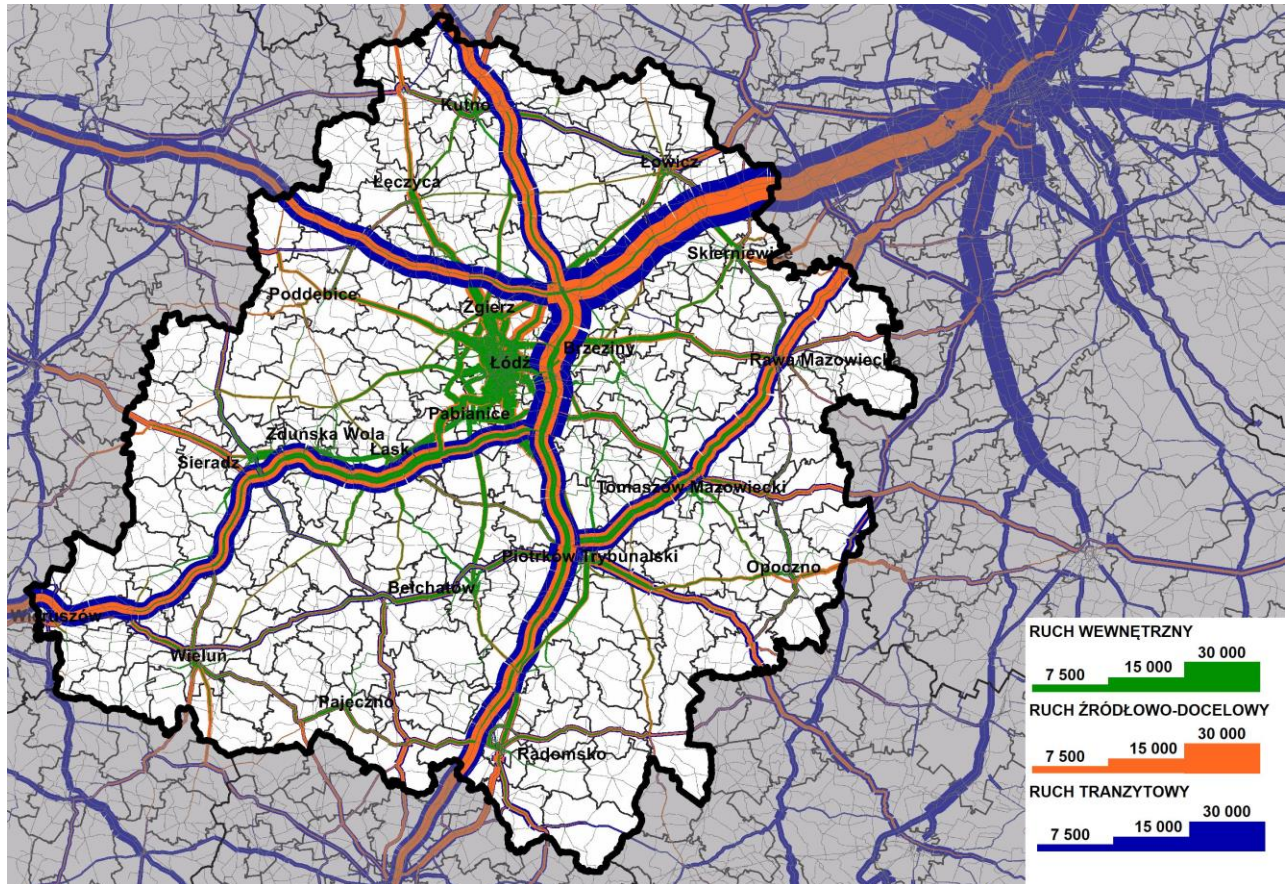 Kutno
Łowicz
Łęczyca
Skierniewice
Poddębice
Zgierz
Brzeziny
Łódź
Rawa Mazowiecka
Pabianice
Zduńska Wola
Łask
Sieradz
Tomaszów Mazowiecki
Piotrków Trybunalski
Opoczno
Bełchatów
Wieluń
Pajęczno
Radomsko
RUCH WEWNĘTRZNY
7 500 15 000 30 000
RUCH ŹRÓDŁOWO-DOCELOWY
7 500 15 000 30 000
RUCH TRANZYTOWY
7 500 15 000 30 000